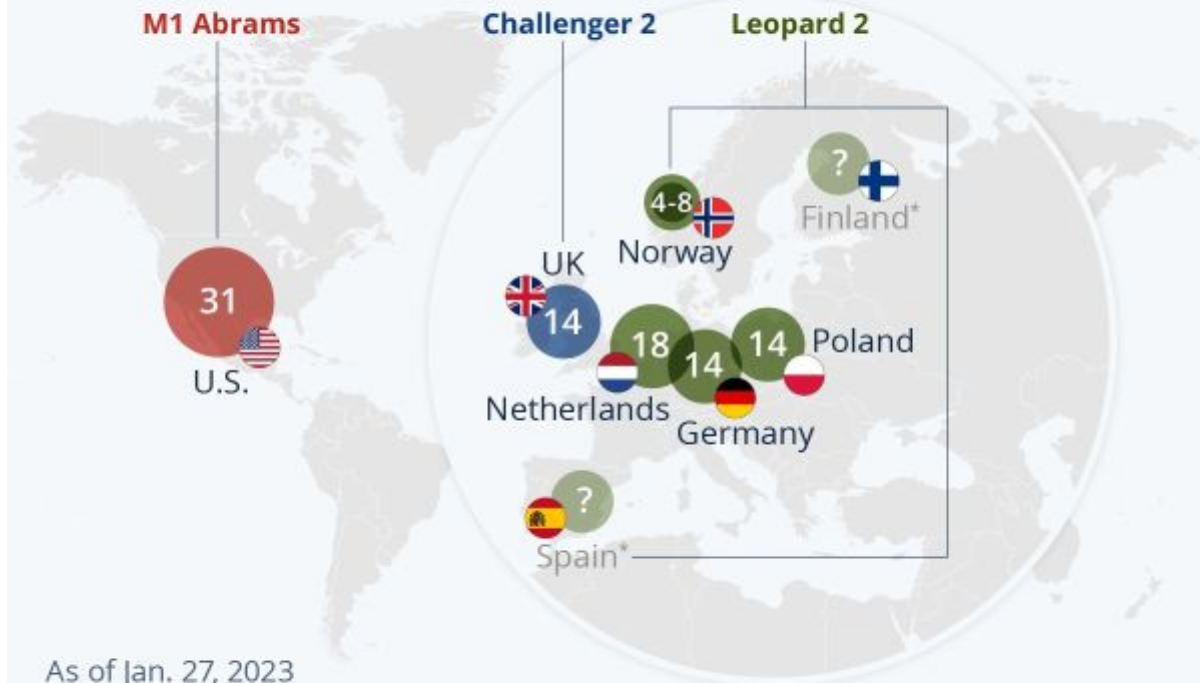 M1 Abrams
Challenger 2
Leopard 2
?
Finland*
4-8
Norway
UK
14
31
U.S.
18
14
14
Poland
Netherlands
Germany
?
Spain*
As of Jan. 27, 2023